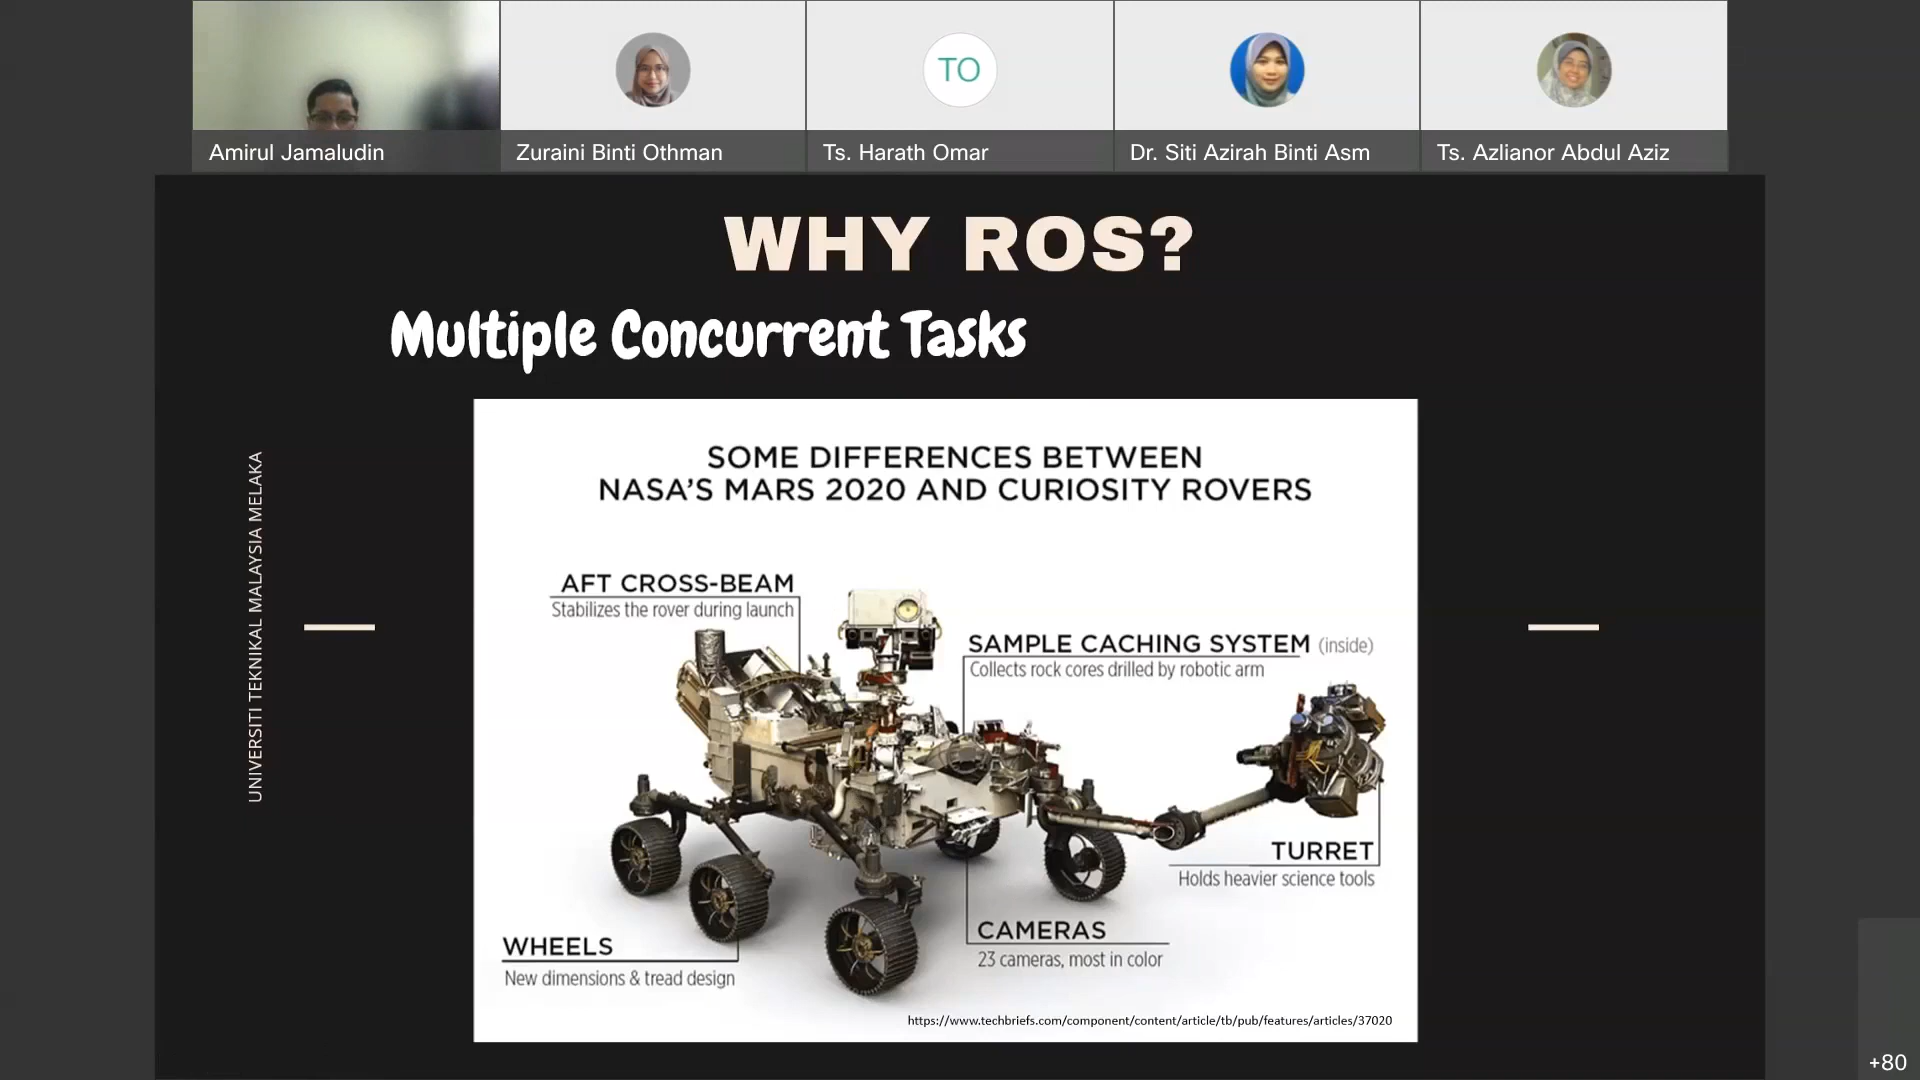 TO
Amirul Jamaludin
Zuraini Binti Othman
Ts. Harath Omar
Dr. Siti Azirah Binti Asm
Ts. Azlianor Abdul Aziz
WHY ROS?
Multiple Concurrent Tasks
UNIVERSITI TEKNIKAL MALAYSIA MELAKA
SOME DIFFERENCES BETWEEN
NASA'S MARS 2020 AND CURIOSITY ROVERS
AFT CROSS-BEAM
Stabilizes the rover during launch
SAMPLE CACHING SYSTEM (inside)
Collects rock cores drilled by robotic arm
TURRET
Holds heavier science tools
CAMERAS
23 cameras, most in color
WHEELS
New dimensions & tread design
https://www.techbriefs.com/component/content/article/tb/pub/features/articles/37020
+80